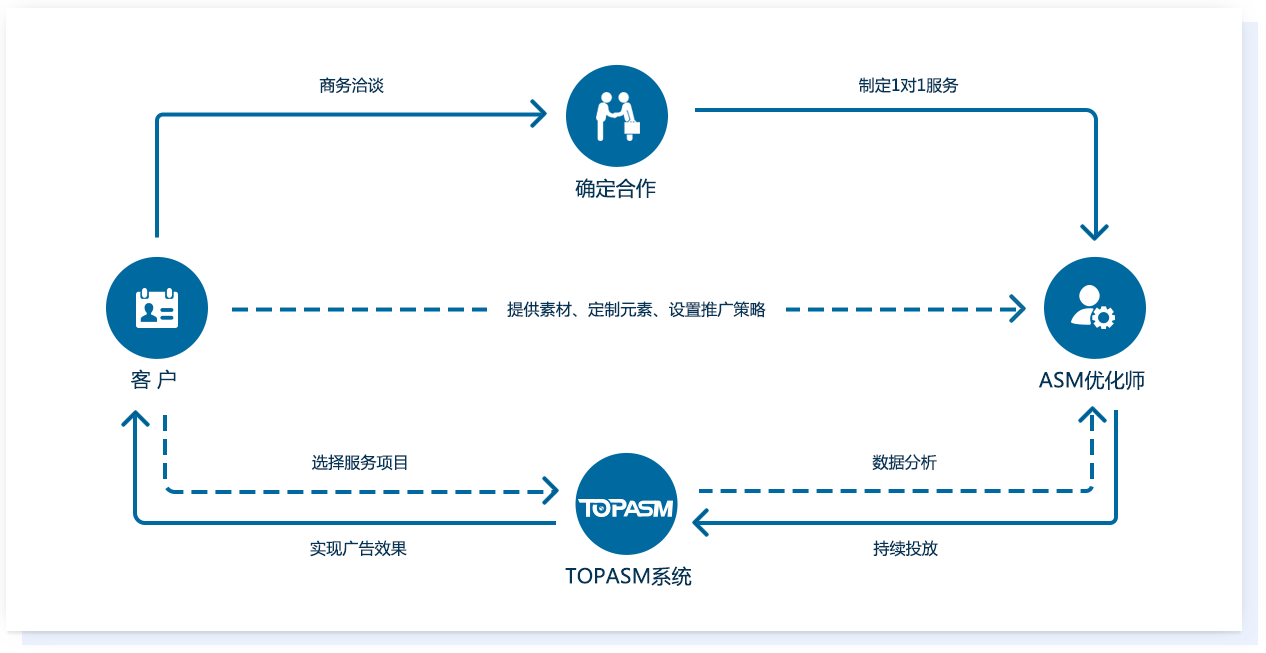 商务洽谈
制定1对1服务
确定合作
提供素材、定制元素、设置推广策略
客 户
ASM优化师
选择服务项目
数据分析
TOPASM
实现广告效果
持续投放
TOPASM系统